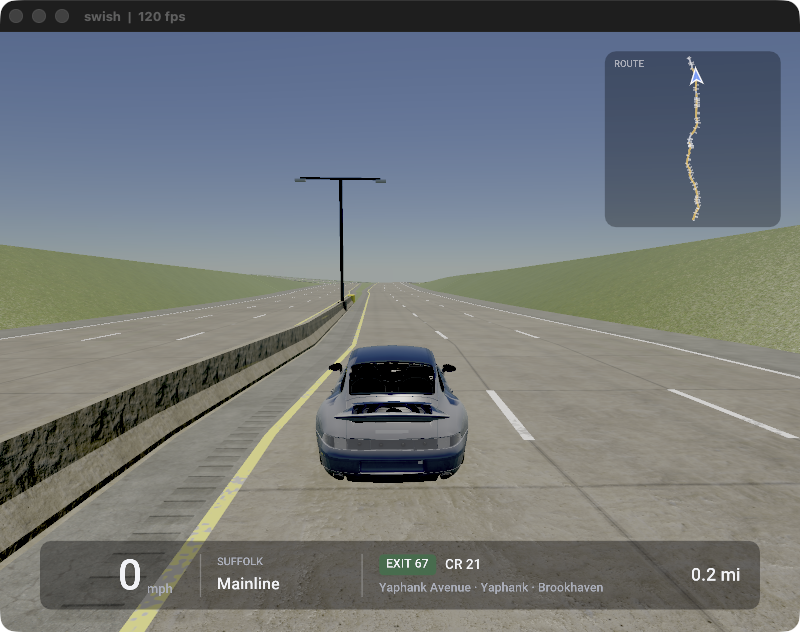 swish | 120 fps
ROUTE
0 mph
SUFFOLK
Mainline
EXIT 67 CR 21
Yaphank Avenue · Yaphank · Brookhaven
0.2 mi